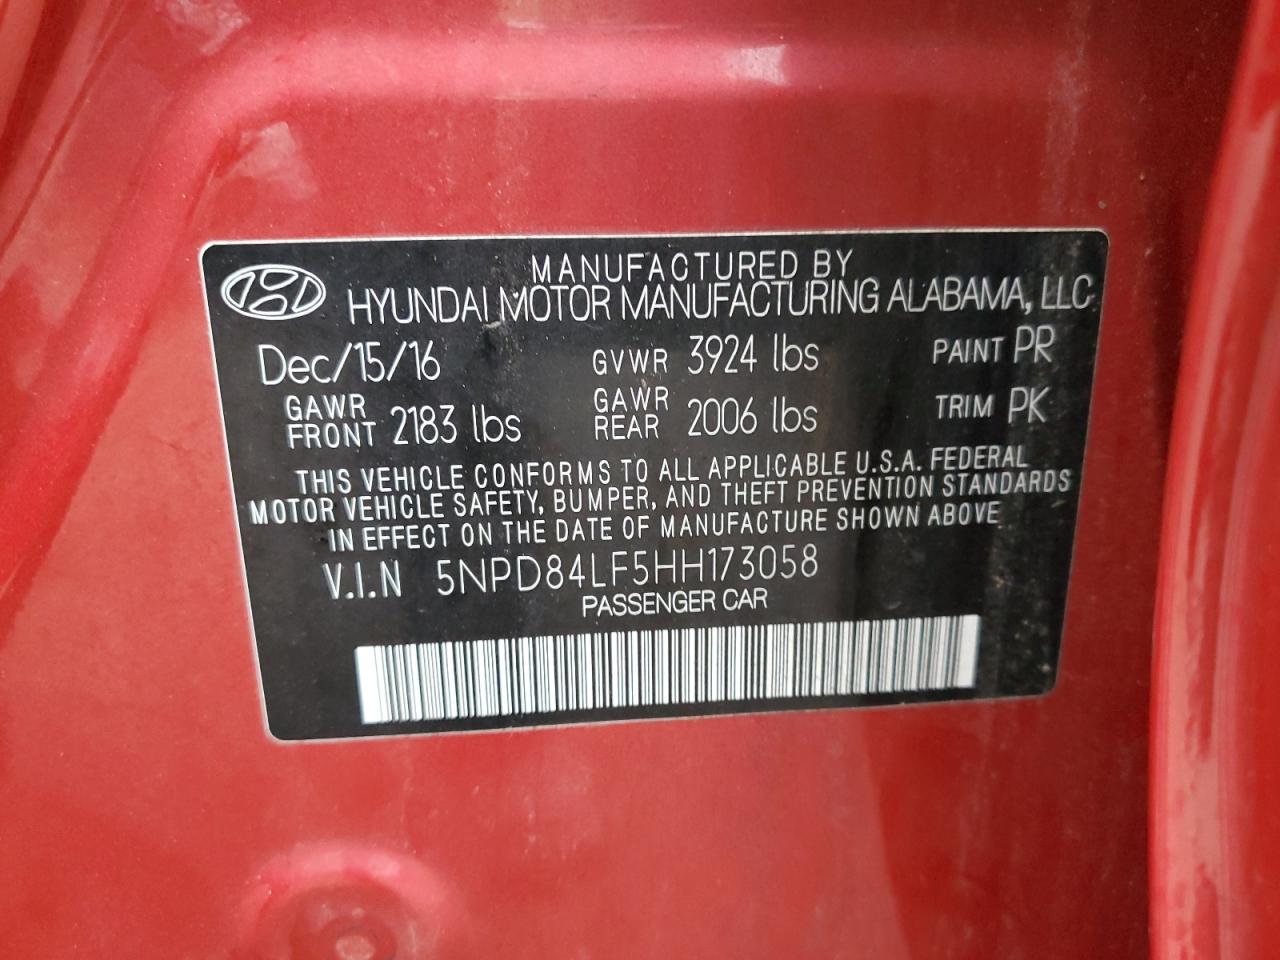 MANUFACTURED BY
HYUNDAI MOTOR MANUFACTURING ALABAMA, LLC
Dec/15/16 GVWR 3924 lbs PAINT PR
GAWR FRONT 2183 lbs GAWR REAR 2006 lbs TRIM PK
THIS VEHICLE CONFORMS TO ALL APPLICABLE U.S.A. FEDERAL
MOTOR VEHICLE SAFETY, BUMPER, AND THEFT PREVENTION STANDARDS
IN EFFECT ON THE DATE OF MANUFACTURE SHOWN ABOVE
V.I.N 5NPD84LF5HH173058
PASSENGER CAR